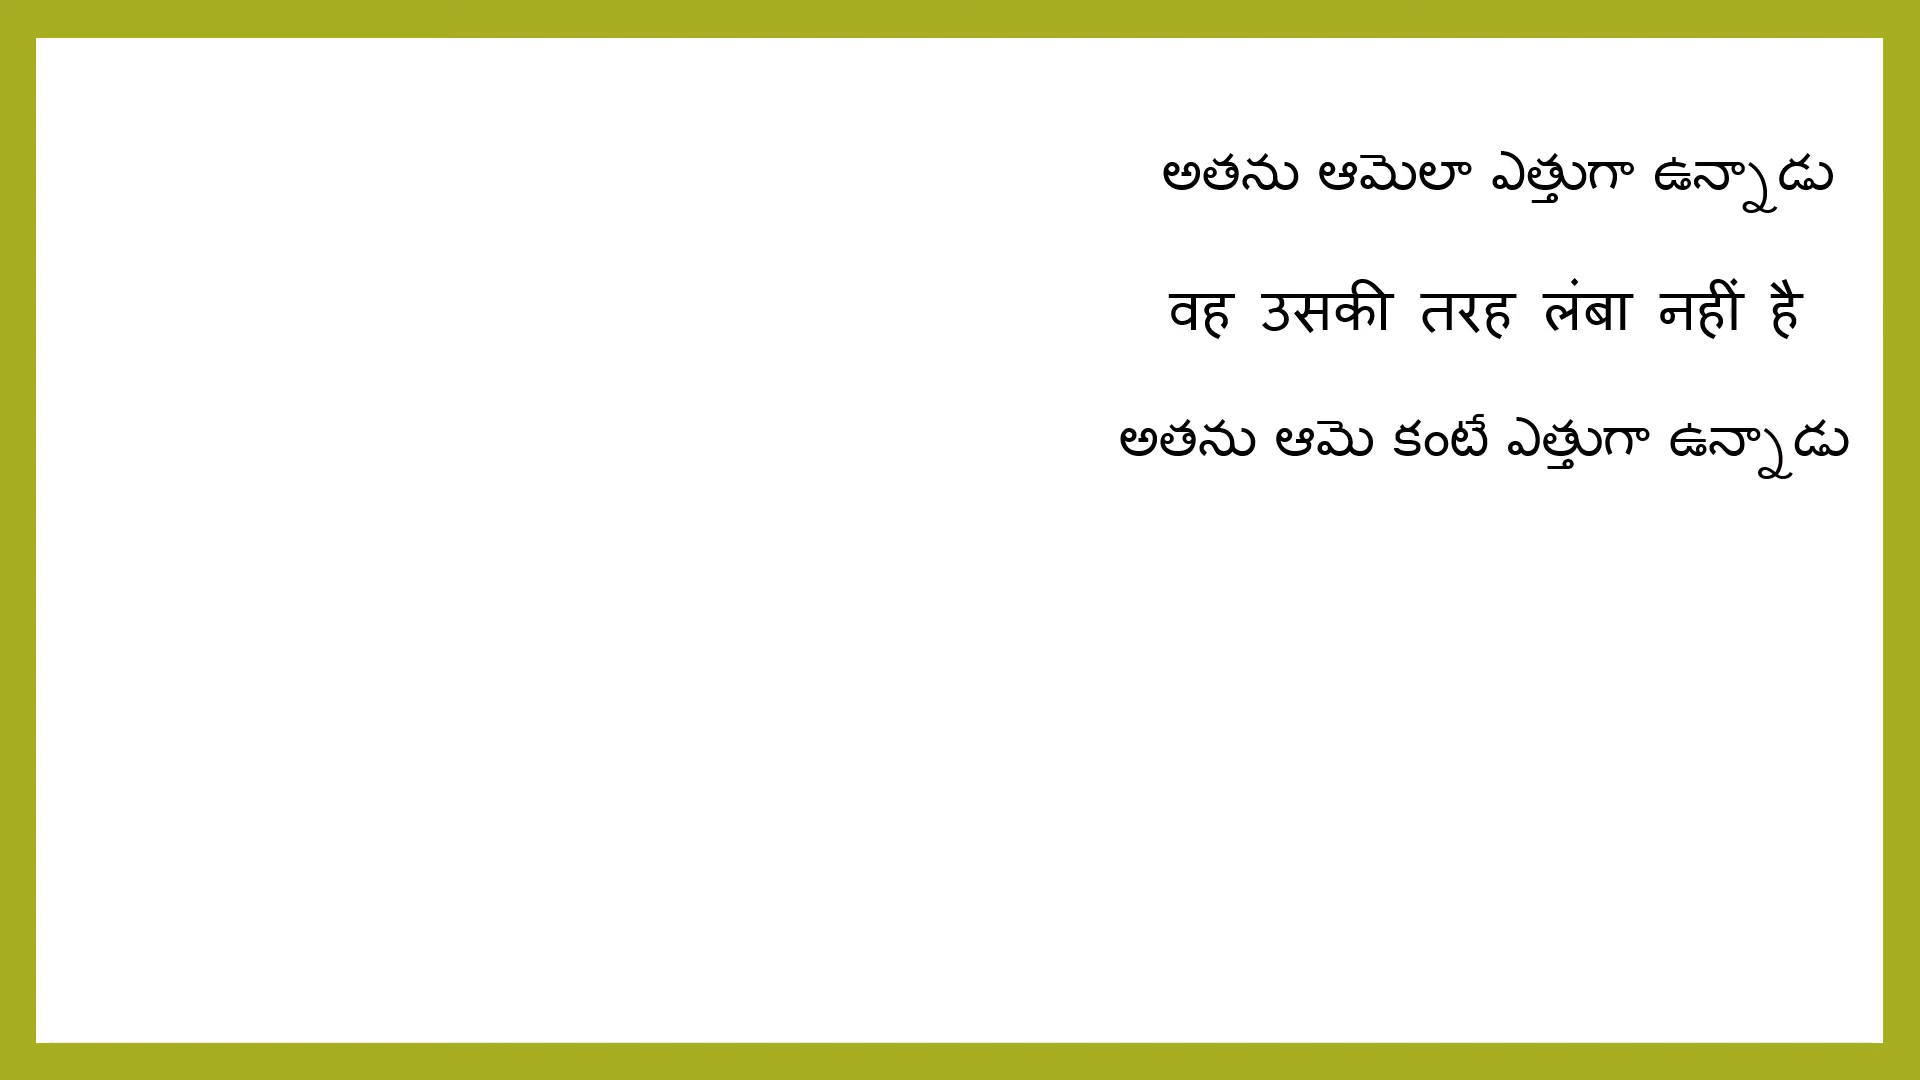 అతను ఆమెలా ఎత్తుగా ఉన్నాడు
वह उसकी तरह लंबा नहीं है
అతను ఆమె కంటే ఎత్తుగా ఉన్నాడు